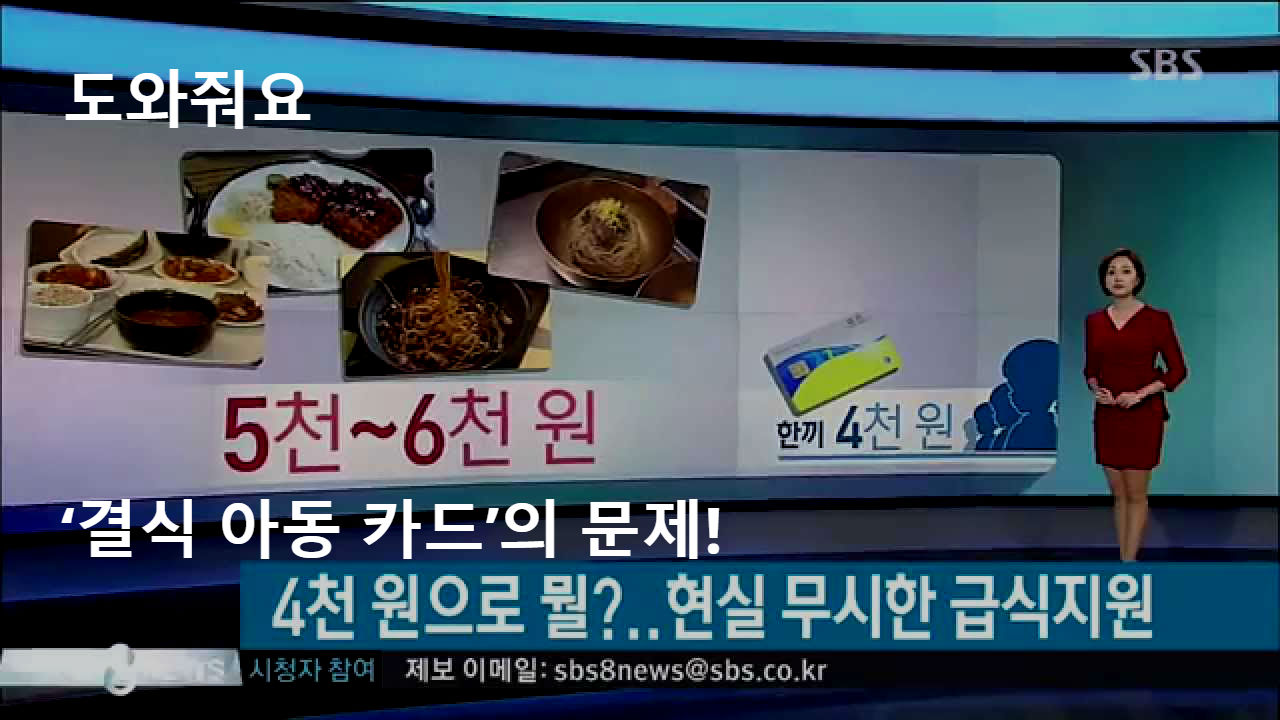 SBS
도와줘요
5천~6천 원
한끼 4천 원
‘결식 아동 카드’의 문제!
4천 원으로 뭘?..현실 무시한 급식지원
8 NEWS 시청자 참여 제보 이메일: sbs8news@sbs.co.kr